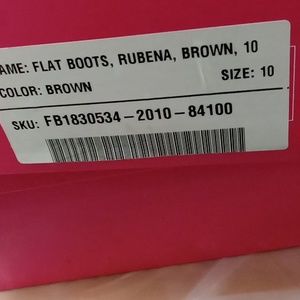 AME: FLAT BOOTS, RUBENA, BROWN, 10
COLOR: BROWN SIZE: 10
SKU: FB1830534-2010-84100